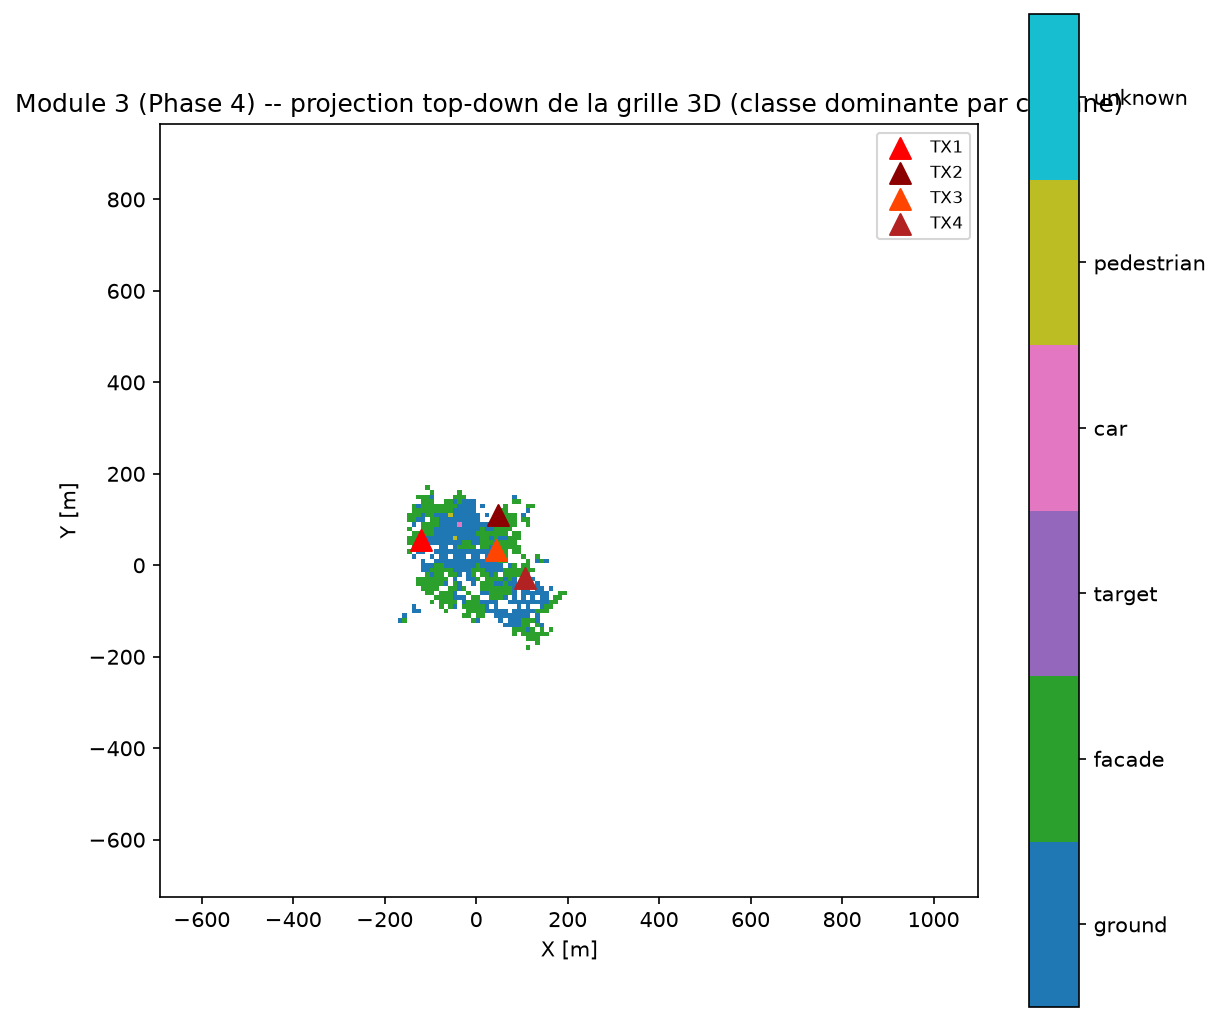 Module 3 (Phase 4) -- projection top-down de la grille 3D (classe dominante par c ne)
TX1
TX2
TX3
TX4
800
600
400
200
0
−200
−400
−600
Y [m]
−600 −400 −200 0 200 400 600 800 1000
X [m]
unknown
pedestrian
car
target
facade
ground